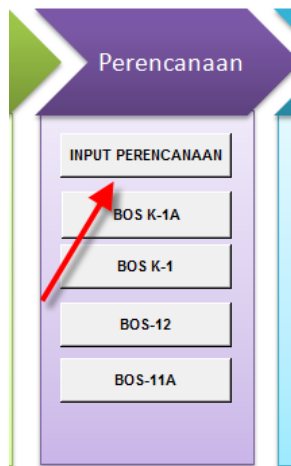 Perencanaan
INPUT PERENCANAAN
BOS K-1A
BOS K-1
BOS-12
BOS-11A